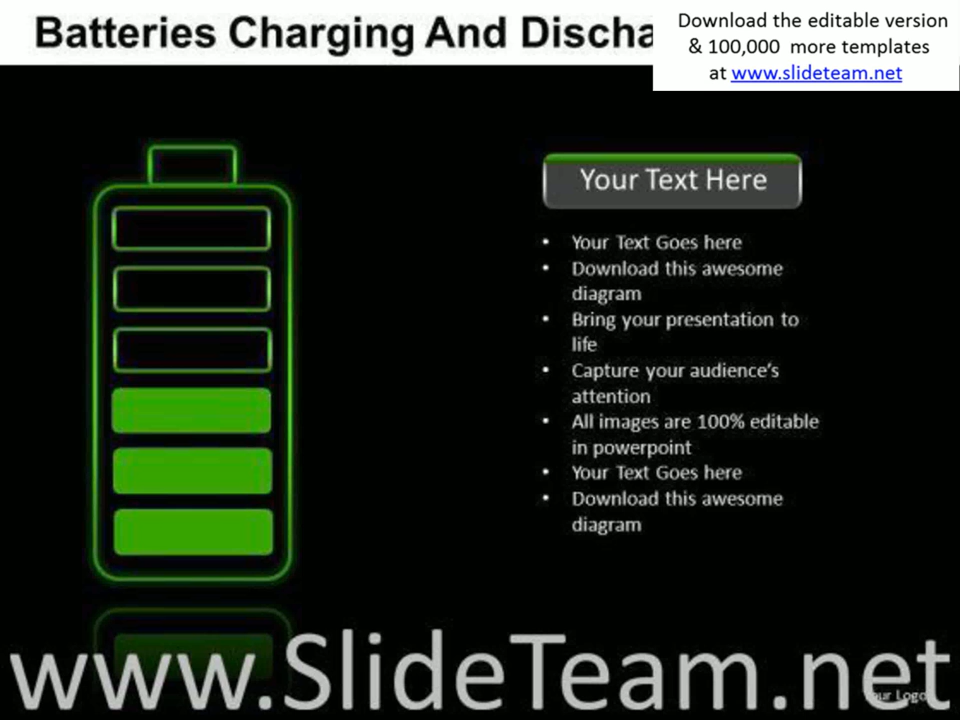 Batteries Charging And Discha
Download the editable version
& 100,000 more templates
at www.slideteam.net
Your Text Here
• Your Text Goes here
• Download this awesome
diagram
• Bring your presentation to
life
• Capture your audience's
attention
• All images are 100% editable
in powerpoint
• Your Text Goes here
• Download this awesome
diagram
www.SlideTeam.net
Your Logo